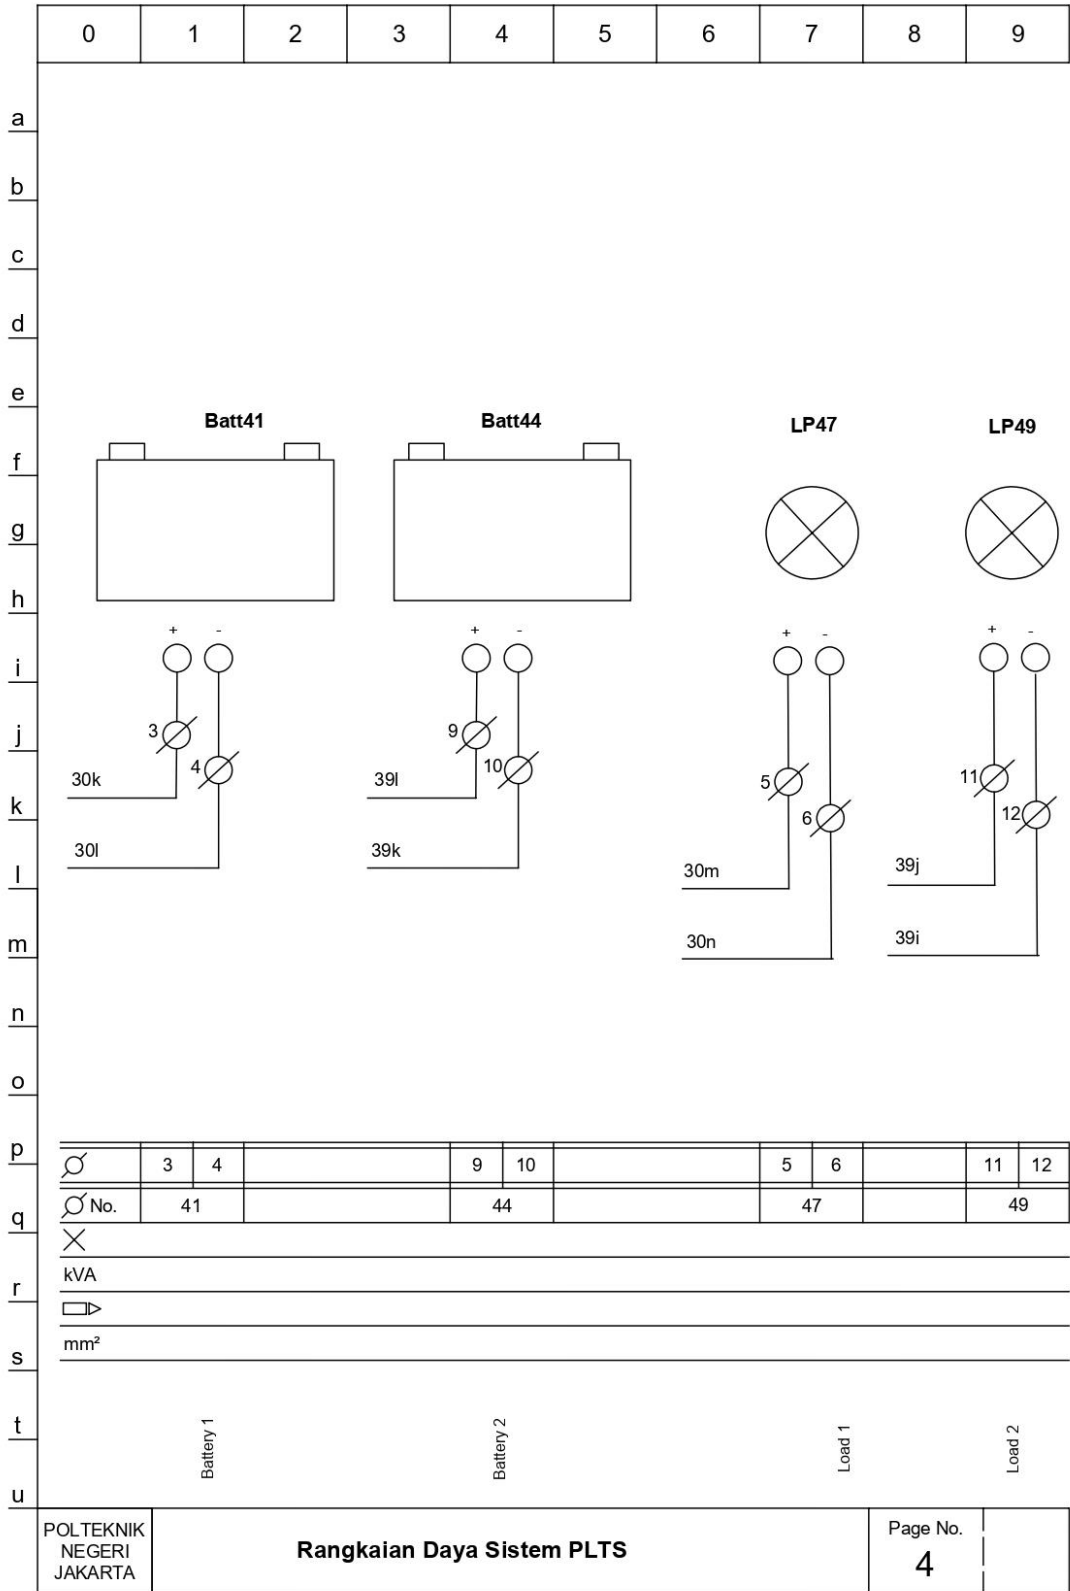 0 1 2 3 4 5 6 7 8 9
a
b
c
d
e
Batt41 Batt44 LP47 LP49
f
g
h
+ - + - + - + -
i
3 9
j
4 10 5 11
30k 39l
k
6 12
30l 39k
l
30m 39j
m
30n 39i
n
o
p
3 4 9 10 5 6 11 12
No. 41 44 47 49
q
kVA
r
mm²
s
t
Battery 1 Battery 2 Load 1 Load 2
u
POLTEKNIK
NEGERI
JAKARTA
Rangkaian Daya Sistem PLTS
Page No.
4